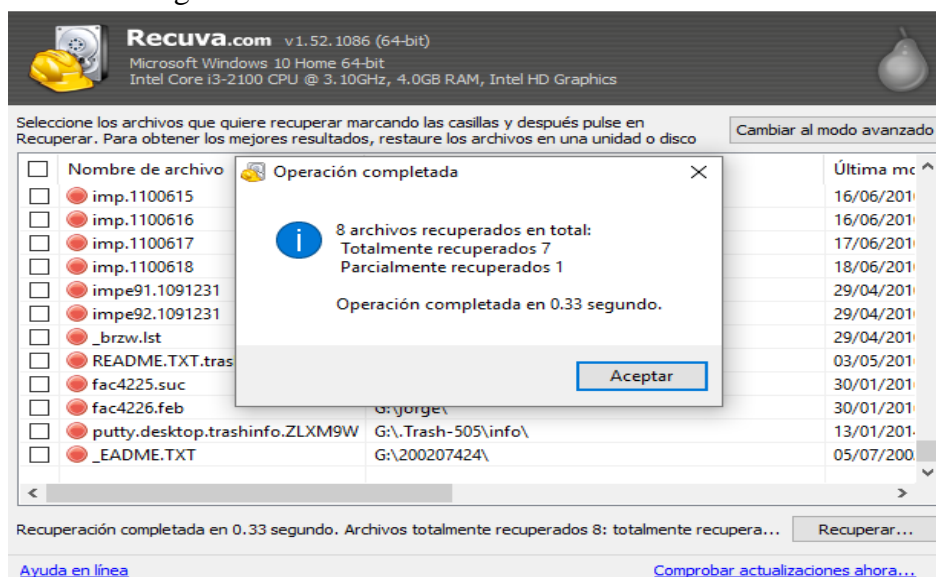 Recuva.com v1.52.1086 (64-bit)
Microsoft Windows 10 Home 64-bit
Intel Core i3-2100 CPU @ 3.10GHz, 4.0GB RAM, Intel HD Graphics
Seleccione los archivos que quiere recuperar marcando las casillas y después pulse en
Recuperar. Para obtener los mejores resultados, restaure los archivos en una unidad o disco
Cambiar al modo avanzado
Nombre de archivo
Última mo
imp.1100615 16/06/201
imp.1100616 16/06/201
imp.1100617 17/06/201
imp.1100618 18/06/201
impe91.1091231 29/04/201
impe92.1091231 29/04/201
_brzw.lst 29/04/201
README.TXT.tras 03/05/201
fac4225.suc 30/01/201
fac4226.feb G:\jorge\ 30/01/201
putty.desktop.trashinfo.ZLXM9W G:\.Trash-505\info\ 13/01/201
_EADME.TXT G:\200207424\ 05/07/200
Operación completada
8 archivos recuperados en total:
Totalmente recuperados 7
Parcialmente recuperados 1
Operación completada en 0.33 segundo.
Aceptar
Recuperación completada en 0.33 segundo. Archivos totalmente recuperados 8: totalmente recupera...
Recuperar...
Ayuda en línea
Comprobar actualizaciones ahora...